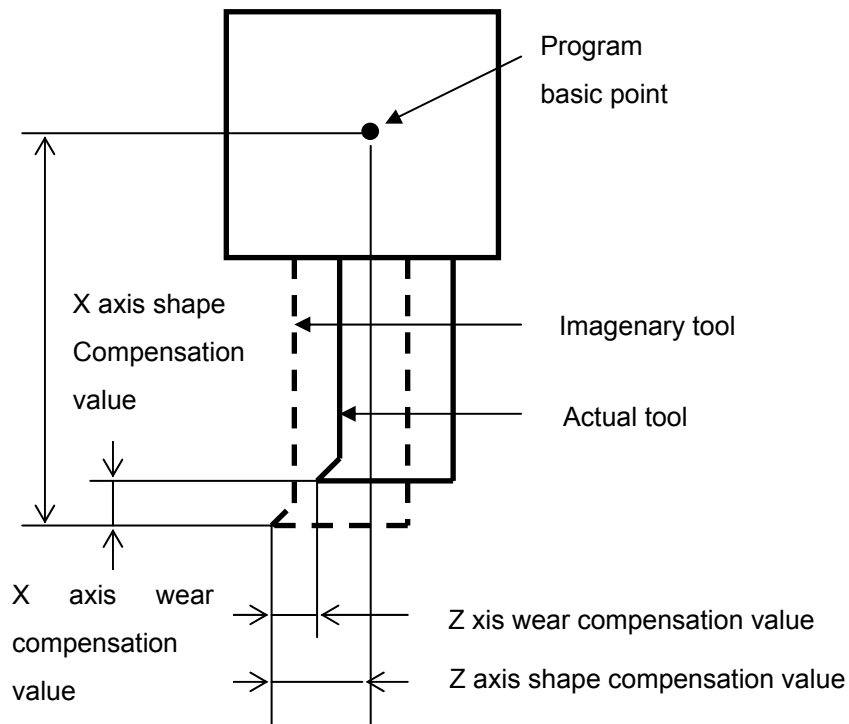 Program
basic point
X axis shape
Compensation
value
Imagenary tool
Actual tool
X axis wear
compensation
value
Z xis wear compensation value
Z axis shape compensation value